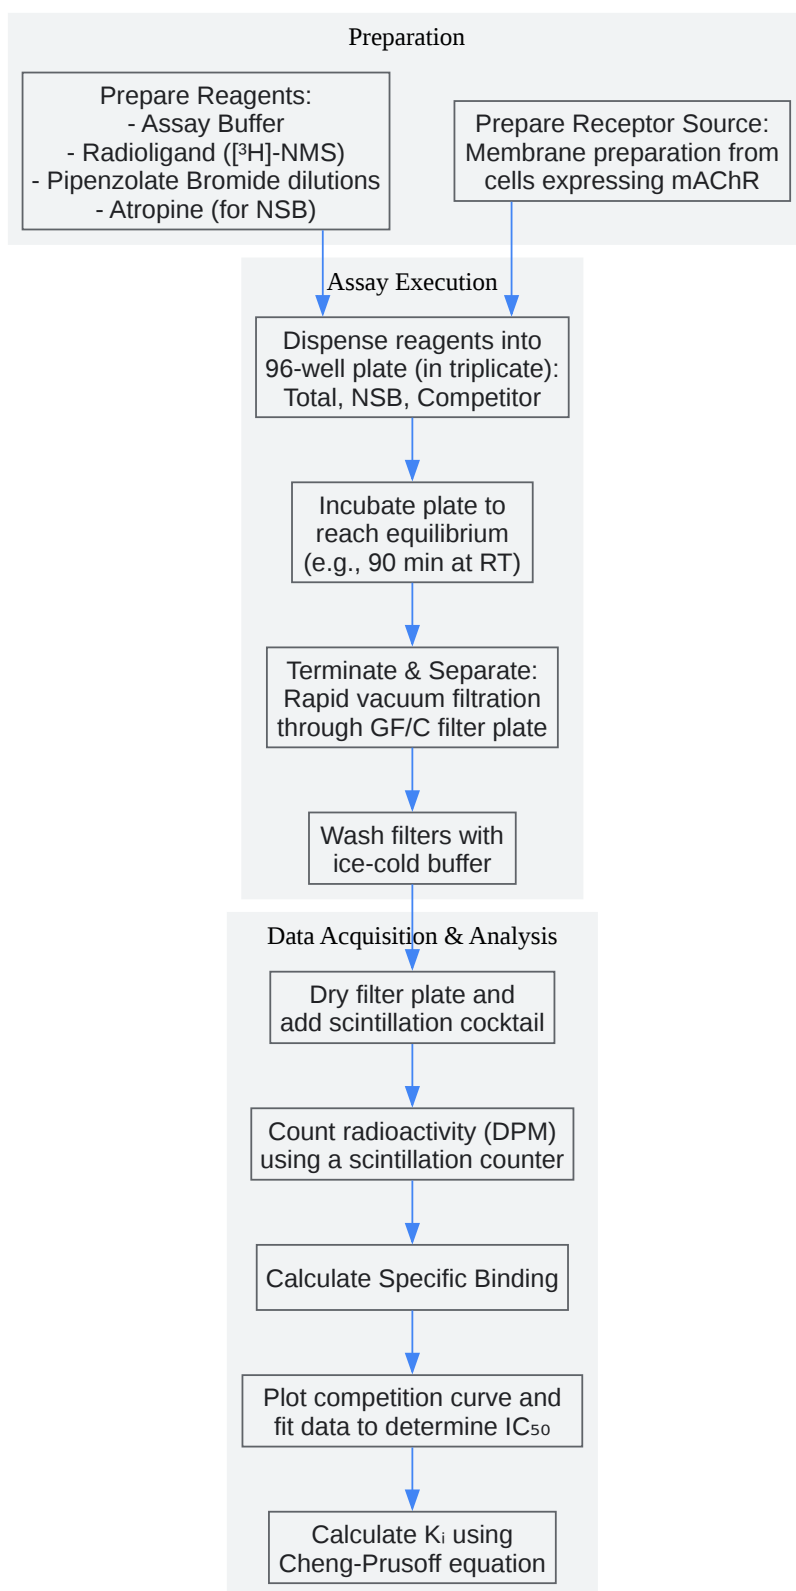 Preparation
Prepare Reagents:
- Assay Buffer
- Radioligand ([³H]-NMS)
- Pipenzolate Bromide dilutions
- Atropine (for NSB)
Prepare Receptor Source:
Membrane preparation from
cells expressing mAChR
Assay Execution
Dispense reagents into
96-well plate (in triplicate):
Total, NSB, Competitor
Incubate plate to
reach equilibrium
(e.g., 90 min at RT)
Terminate & Separate:
Rapid vacuum filtration
through GF/C filter plate
Wash filters with
ice-cold buffer
Data Acquisition & Analysis
Dry filter plate and
add scintillation cocktail
Count radioactivity (DPM)
using a scintillation counter
Calculate Specific Binding
Plot competition curve and
fit data to determine IC₅₀
Calculate Kᵢ using
Cheng-Prusoff equation